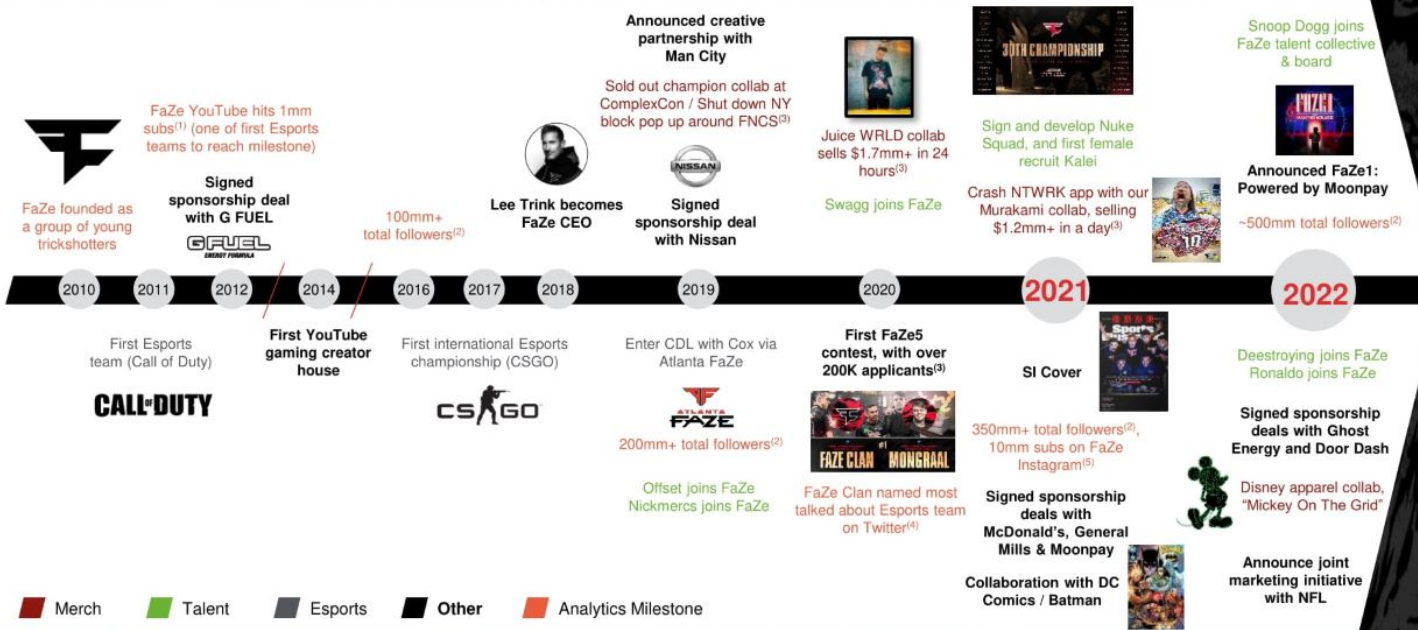 FaZe founded as
a group of young
trickshotters
FaZe YouTube hits 1mm
subs(1) (one of first Esports
teams to reach milestone)
Signed
sponsorship deal
with G FUEL
G FUEL
ENERGY FORMULA
100mm+
total followers(2)
Lee Trink becomes
FaZe CEO
Announced creative
partnership with
Man City
Sold out champion collab at
ComplexCon / Shut down NY
block pop up around FNCS(3)
NISSAN
Signed
sponsorship deal
with Nissan
Juice WRLD collab
sells $1.7mm+ in 24
hours(3)
Swagg joins FaZe
30TH CHAMPIONSHIP
Sign and develop Nuke
Squad, and first female
recruit Kalei
Crash NTWRK app with our
Murakami collab, selling
$1.2mm+ in a day(3)
10
Snoop Dogg joins
FaZe talent collective
& board
FAZE1
Announced FaZe1:
Powered by Moonpay
~500mm total followers(2)
2010
2011
2012
2014
2016
2017
2018
2019
2020
2021
2022
First Esports
team (Call of Duty)
CALL OF DUTY
First YouTube
gaming creator
house
First international Esports
championship (CSGO)
CS GO
Enter CDL with Cox via
Atlanta FaZe
ATLANTA
FAZE
200mm+ total followers(2)
Offset joins FaZe
Nickmercs joins FaZe
First FaZe5
contest, with over
200K applicants(3)
#1
FAZE CLAN MONGRAAL
FaZe Clan named most
talked about Esports team
on Twitter(4)
SI Cover
Sports
350mm+ total followers(2),
10mm subs on FaZe
Instagram(5)
Signed sponsorship
deals with
McDonald's, General
Mills & Moonpay
Collaboration with DC
Comics / Batman
Deestroying joins FaZe
Ronaldo joins FaZe
Signed sponsorship
deals with Ghost
Energy and Door Dash
Disney apparel collab,
"Mickey On The Grid"
Announce joint
marketing initiative
with NFL
Merch
Talent
Esports
Other
Analytics Milestone